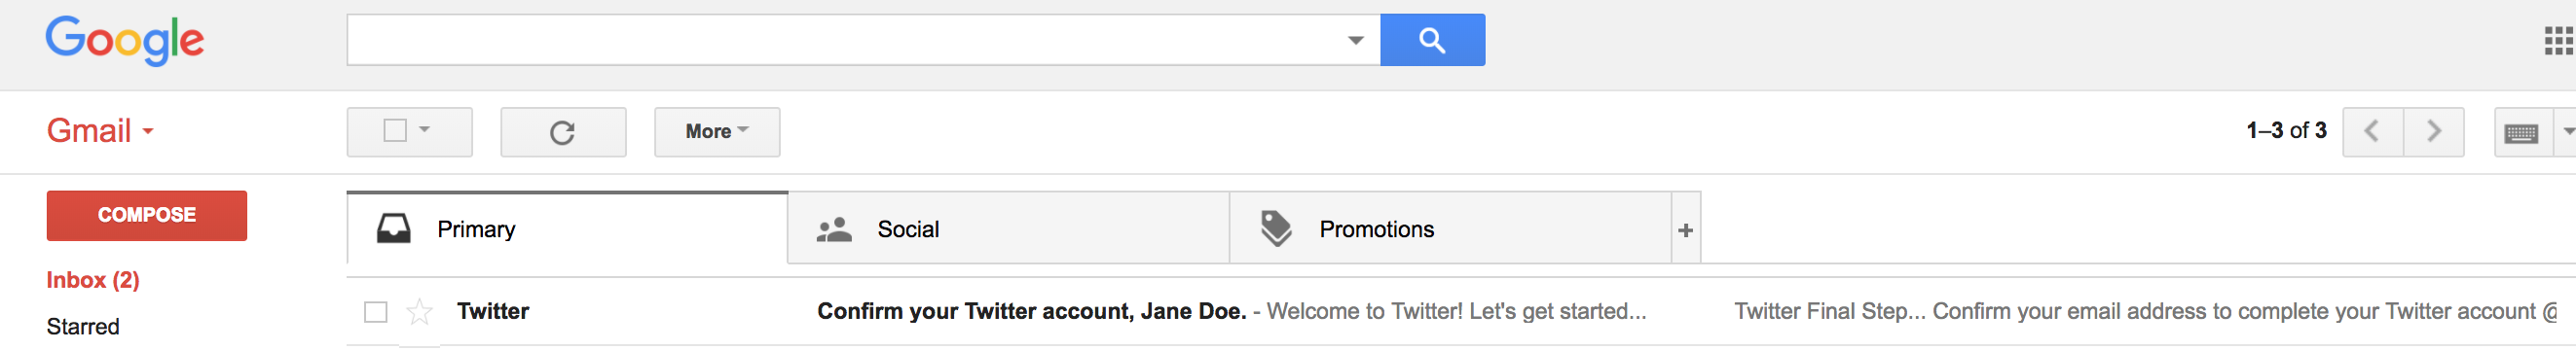 Google
Gmail
More
1–3 of 3
COMPOSE
Primary
Social
Promotions
+
Inbox (2)
Starred
Twitter
Confirm your Twitter account, Jane Doe. - Welcome to Twitter! Let's get started... Twitter Final Step... Confirm your email address to complete your Twitter account @